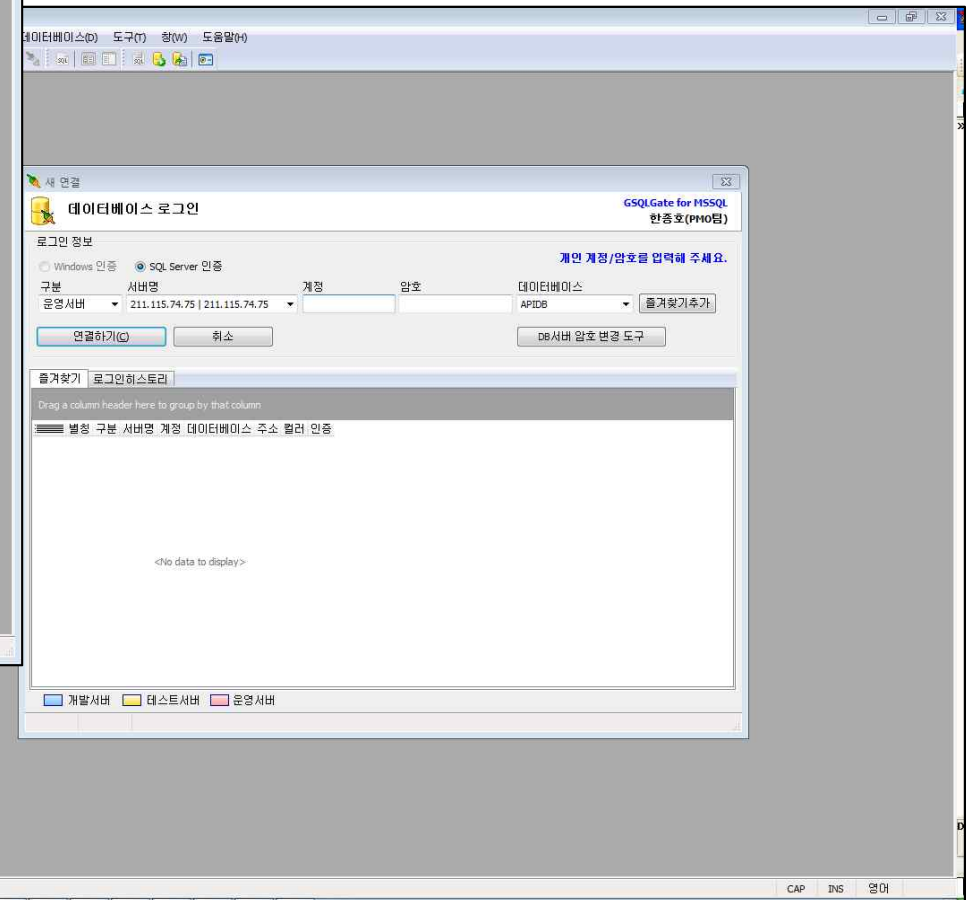 데이터베이스(D) 도구(T) 창(W) 도움말(H)
새 연결
데이터베이스 로그인
GSQLGate for MSSQL
한종호(PMO팀)
로그인 정보
개인 계정/암호를 입력해 주세요.
Windows 인증 SQL Server 인증
구분 서버명 계정 암호 데이터베이스
운영서버 211.115.74.75 | 211.115.74.75 APIDB 즐겨찾기추가
연결하기(C) 취소 DB서버 암호 변경 도구
즐겨찾기 로그인히스토리
Drag a column header here to group by that column
별칭 구분 서버명 계정 데이터베이스 주소 컬러 인증
<No data to display>
개발서버 테스트서버 운영서버
CAP INS 영어